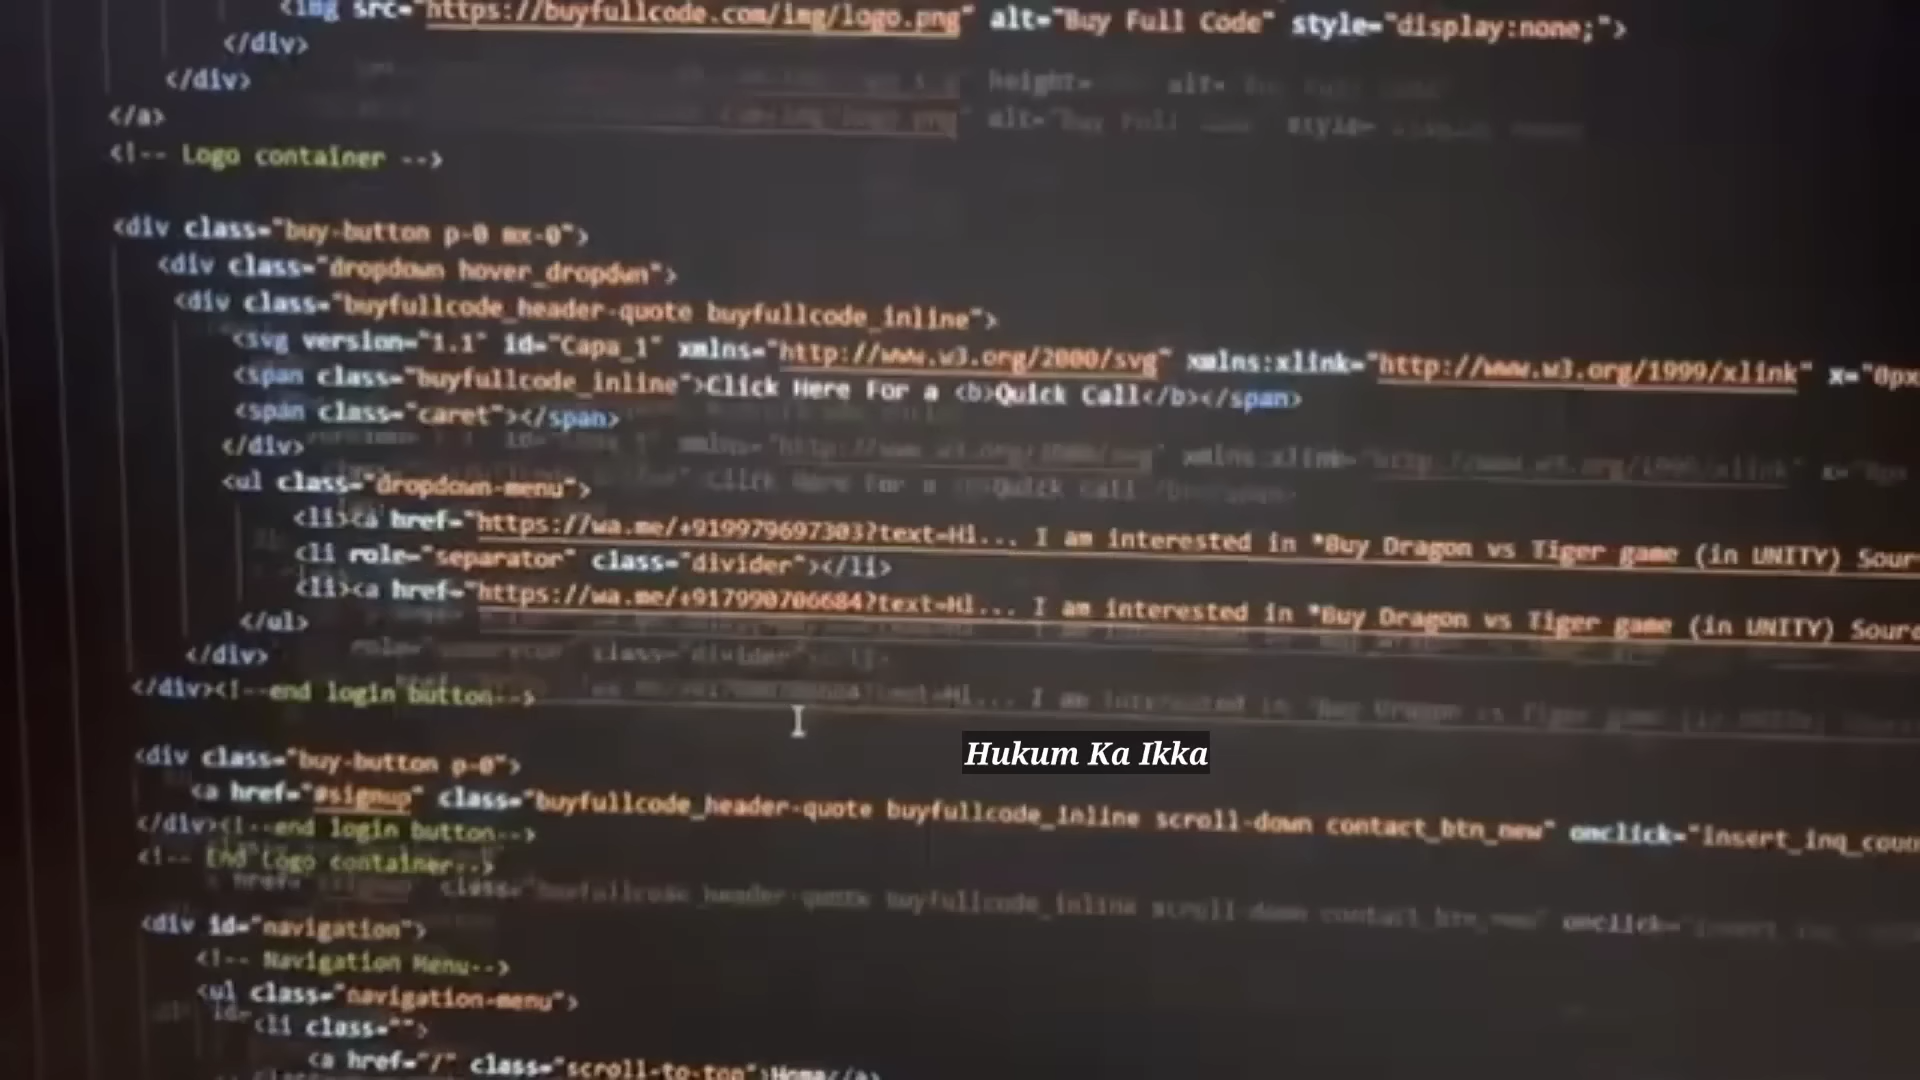 <img src="https://buyfullcode.com/img/logo.png" alt="Buy Full Code" style="display:none;">
</div>
</div>
</a>
<!-- Logo container -->
<div class="buy-button p-0 mx-0">
<div class="dropdown hover_dropdwn">
<div class="buyfullcode_header-quote buyfullcode_inline">
<svg version="1.1" id="Capa_1" xmlns="http://www.w3.org/2000/svg" xmlns:xlink="http://www.w3.org/1999/xlink" x="0px
<span class="buyfullcode_inline">Click Here For a <b>Quick Call</b></span>
<span class="caret"></span>
</div>
<ul class="dropdown-menu">
<li><a href="https://wa.me/+919979697303?text=Hi... I am interested in *Buy Dragon vs Tiger game (in UNITY) Sour
<li role="separator" class="divider"></li>
<li><a href="https://wa.me/+917990706684?text=Hi... I am interested in *Buy Dragon vs Tiger game (in UNITY) Sourc
</ul>
</div>
</div><!--end login button-->
Hukum Ka Ikka
<div class="buy-button p-0">
<a href="#signup" class="buyfullcode_header-quote buyfullcode_inline scroll-down contact_btn_new" onclick="insert_inq_coun
</div><!--end login button-->
<!-- End Logo container-->
<div id="navigation">
<!-- Navigation Menu-->
<ul class="navigation-menu">
<li class="">
<a href="/" class="scroll-to-top">Home</a>